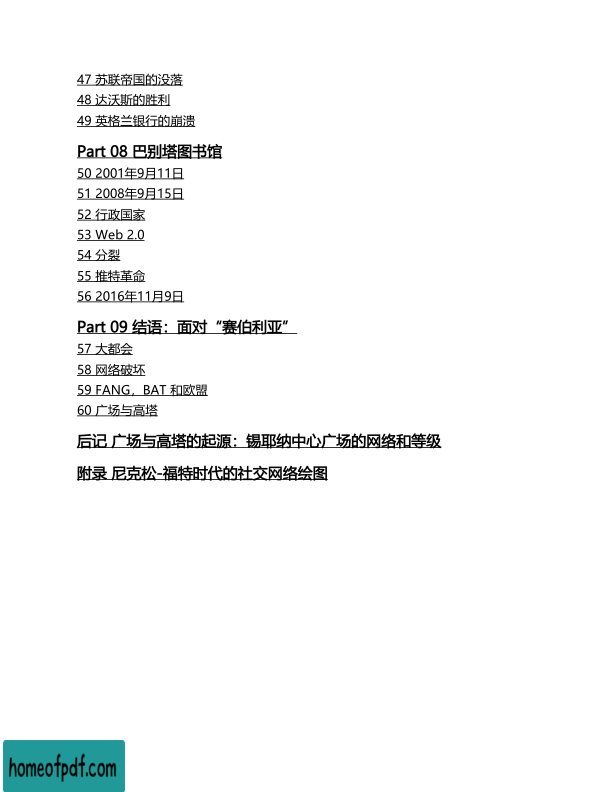 47 苏联帝国的没落
48 达沃斯的胜利
49 英格兰银行的崩溃
Part 08 巴别塔图书馆
50 2001年9月11日
51 2008年9月15日
52 行政国家
53 Web 2.0
54 分裂
55 推特革命
56 2016年11月9日
Part 09 结语：面对“赛伯利亚”
57 大都会
58 网络破坏
59 FANG，BAT 和欧盟
60 广场与高塔
后记 广场与高塔的起源：锡耶纳中心广场的网络和等级
附录 尼克松-福特时代的社交网络绘图
homeofpdf.com